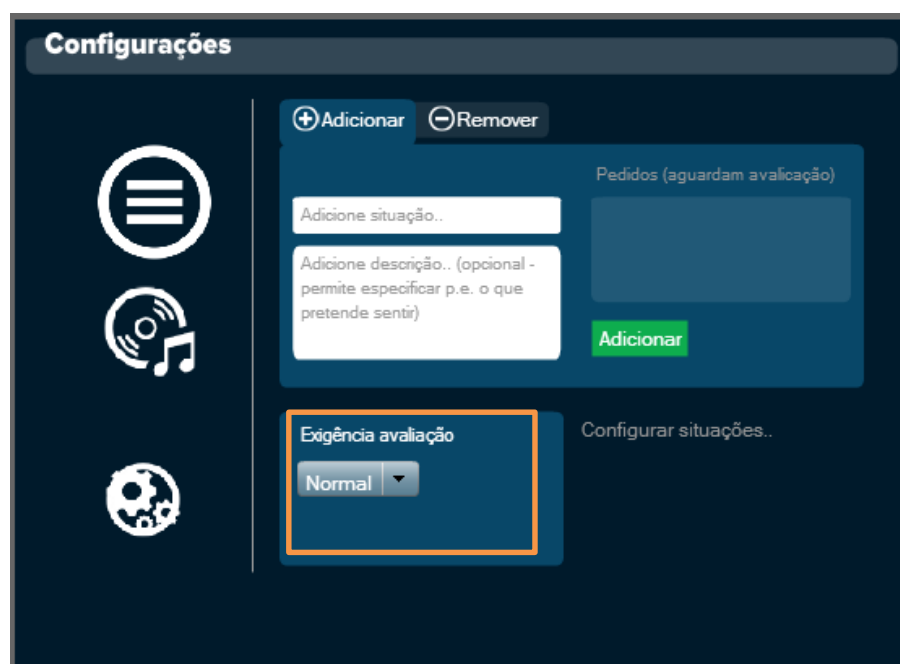 Configurações
Adicionar
Remover
Pedidos (aguardam avalicação)
Adicione situação..
Adicione descrição.. (opcional -
permite especificar p.e. o que
pretende sentir)
Adicionar
Exigência avaliação
Normal
Configurar situações..